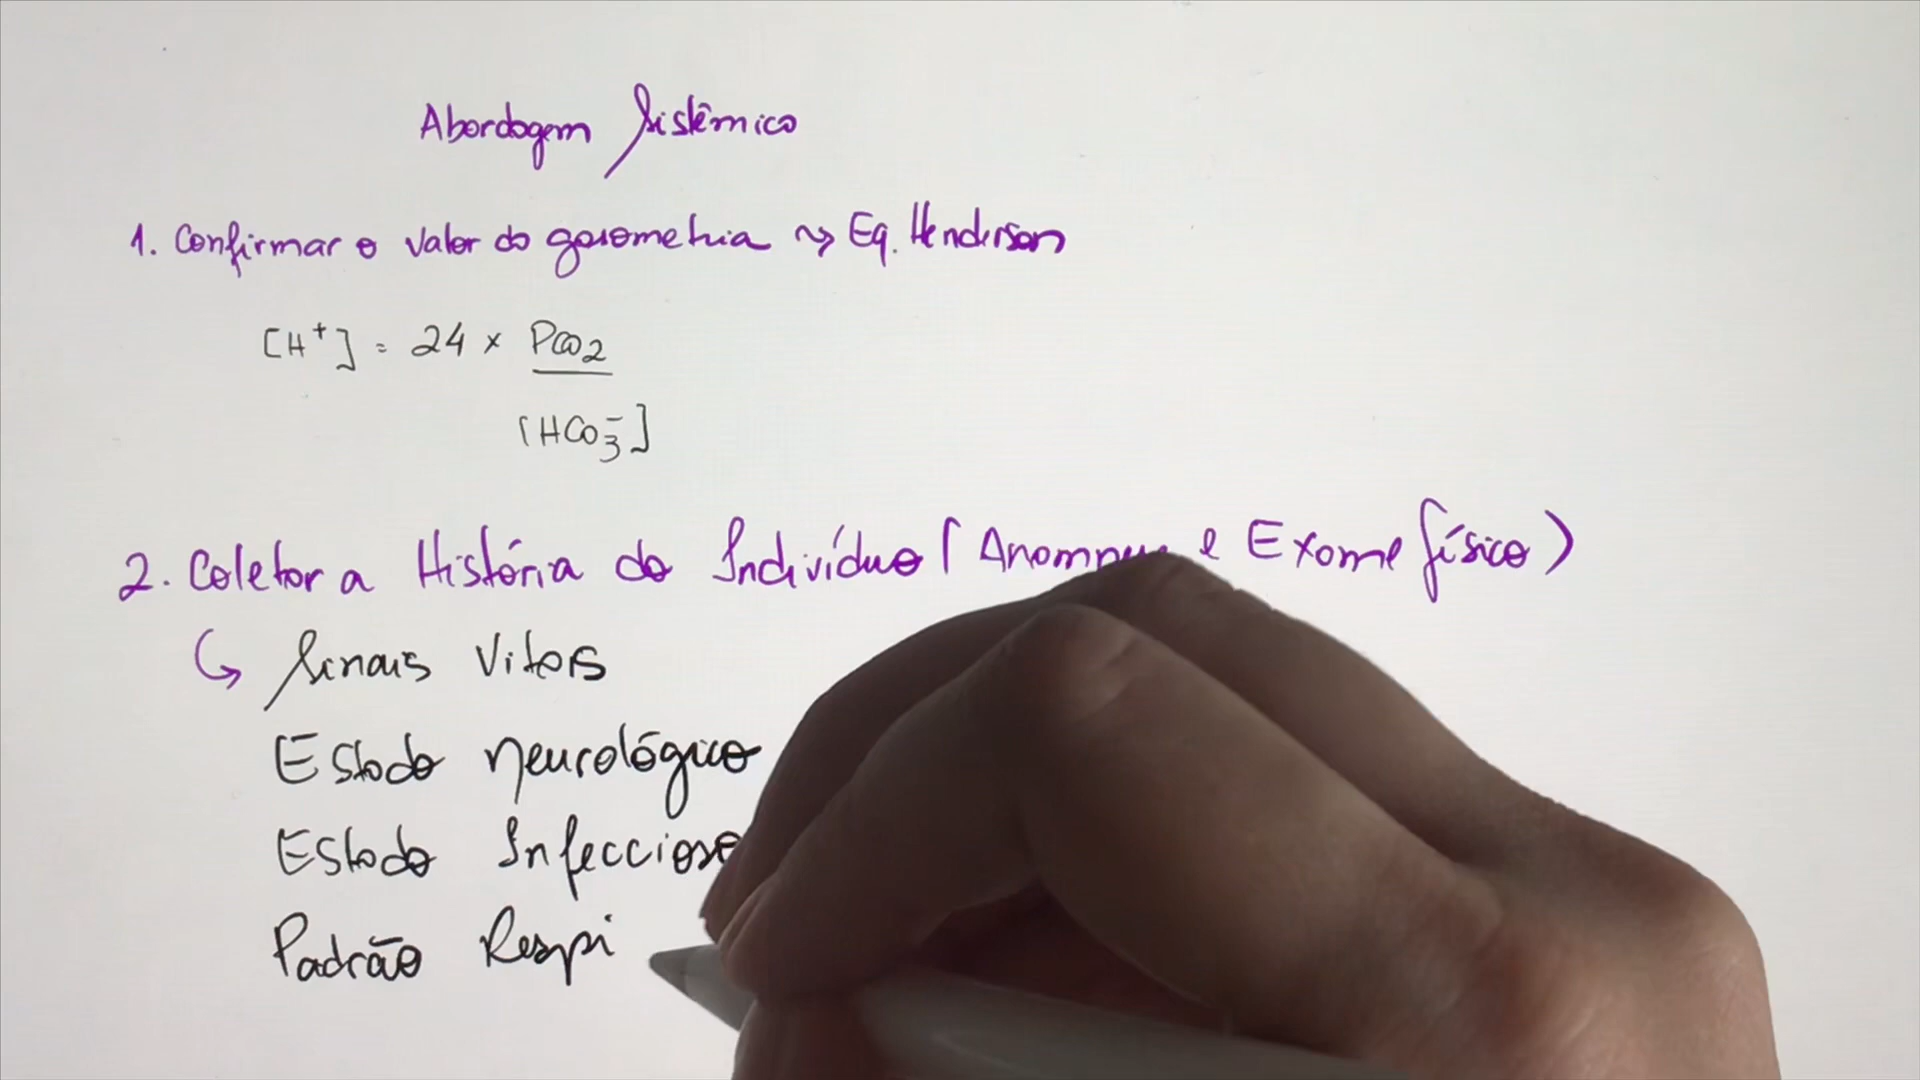 Abordagem Sistêmica
1. Confirmar o valor da gasometria ⇝ Eq. Henderson
[H⁺] = 24 × PCO₂
[HCO₃⁻]
2. Coletar a História do Indivíduo ( e Exame físico)
↳ Sinais Vitais
Estado neurológico
Estado Infeccioso
Padrão Respi